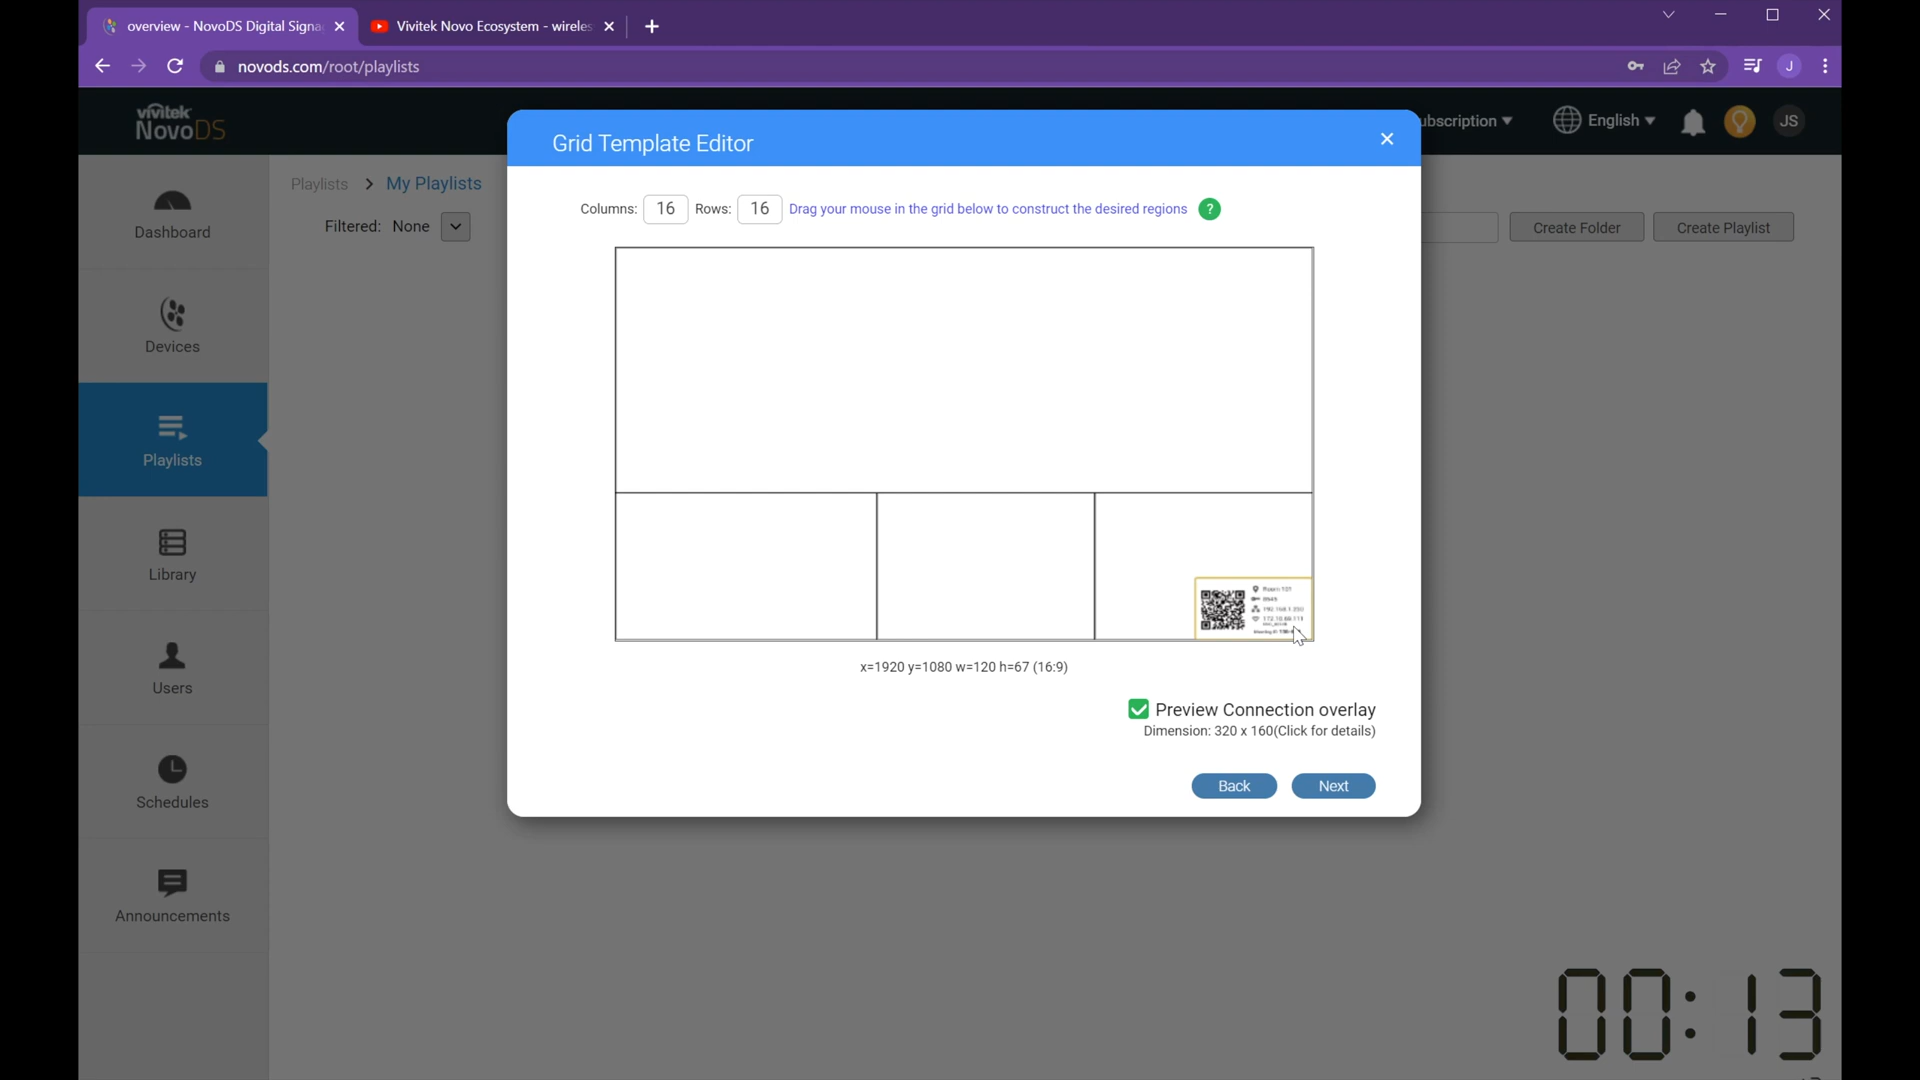 overview - NovoDS Digital Signa
Vivitek Novo Ecosystem - wireles
novods.com/root/playlists
J
vivitek
NovoDS
ubscription
English
JS
Grid Template Editor
Playlists > My Playlists
Filtered: None
Create Folder
Create Playlist
Columns: 16 Rows: 16 Drag your mouse in the grid below to construct the desired regions ?
Dashboard
Devices
Playlists
Library
Users
Schedules
Announcements
Room 101
x=1920 y=1080 w=120 h=67 (16:9)
Preview Connection overlay
Dimension: 320 x 160(Click for details)
Back
Next
00:13